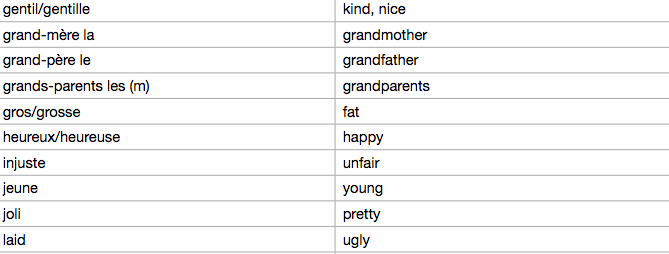 gentil/gentille kind, nice
grand-mère la grandmother
grand-père le grandfather
grands-parents les (m) grandparents
gros/grosse fat
heureux/heureuse happy
injuste unfair
jeune young
joli pretty
laid ugly